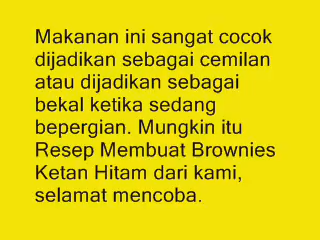 Makanan ini sangat cocok
dijadikan sebagai cemilan
atau dijadikan sebagai
bekal ketika sedang
bepergian. Mungkin itu
Resep Membuat Brownies
Ketan Hitam dari kami,
selamat mencoba.